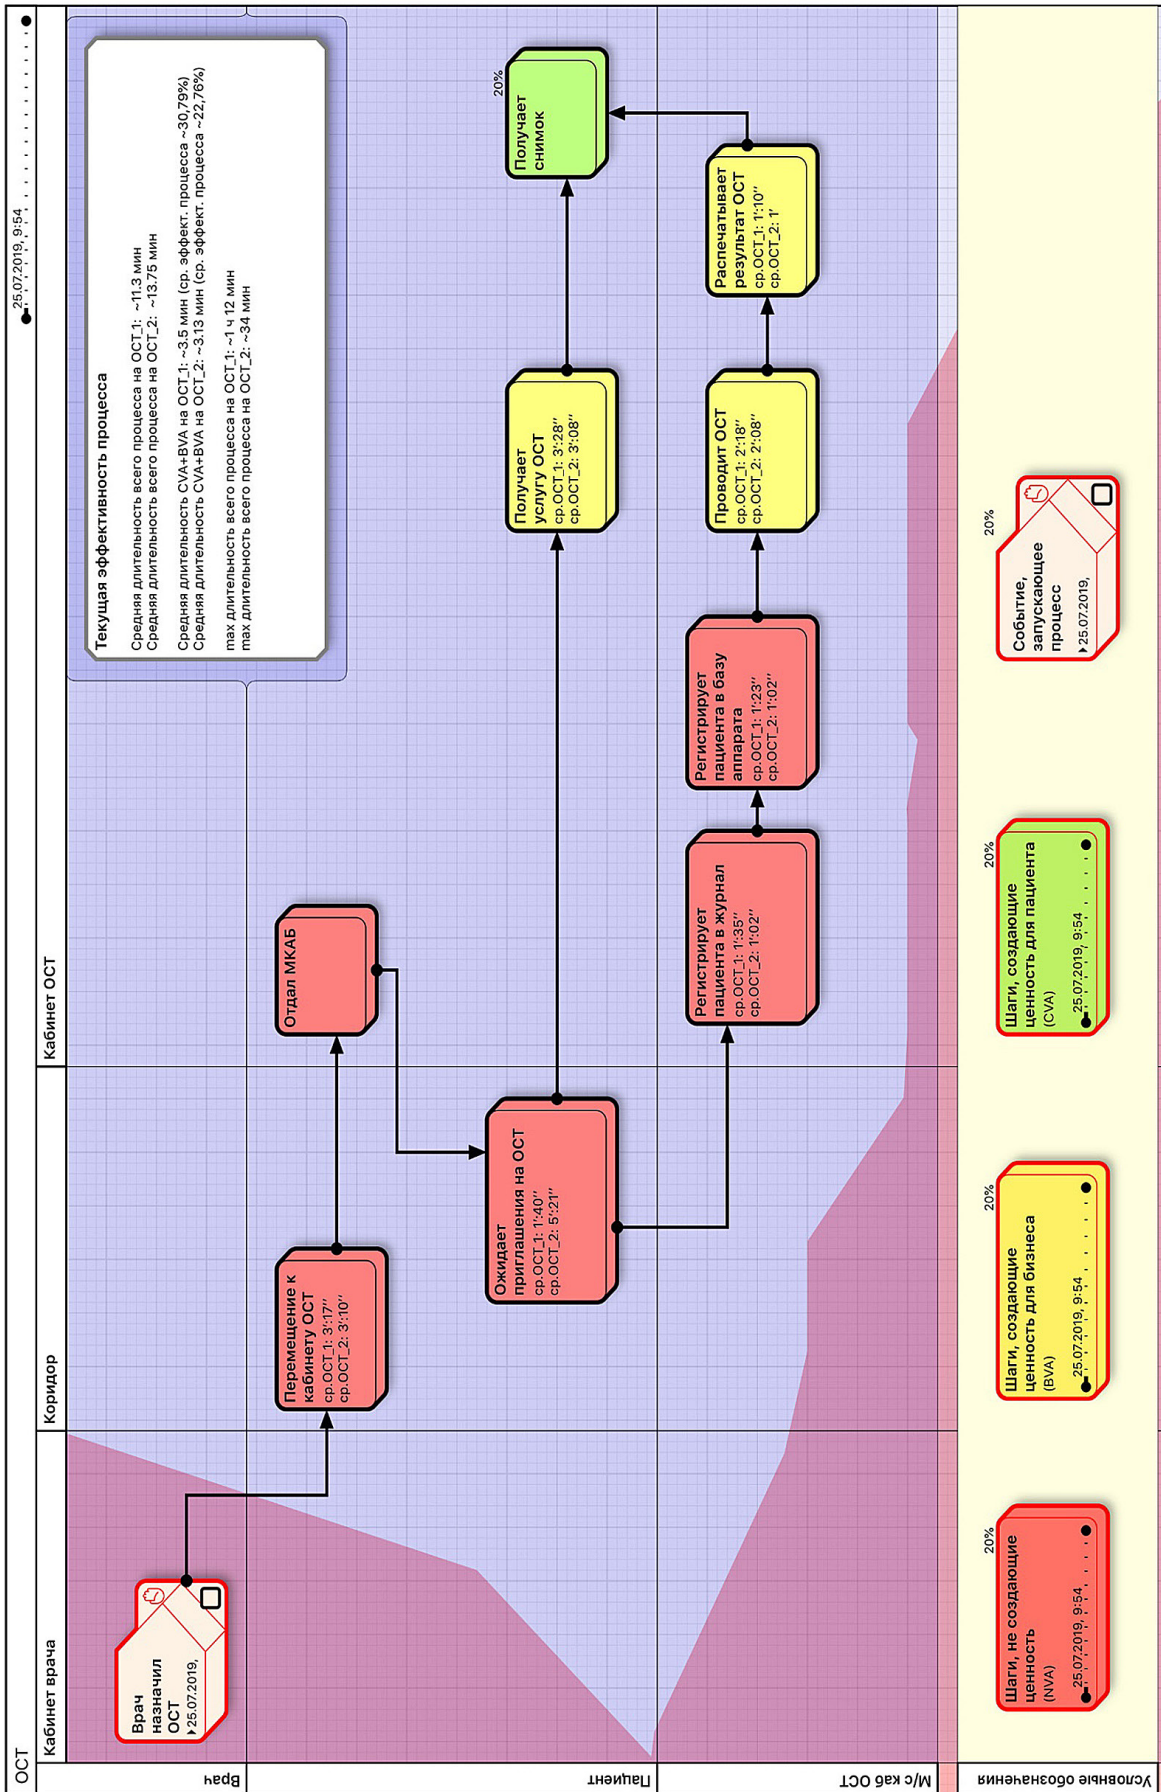 ОСТ
25.07.2019, 9:54
Кабинет врача
Коридор
Кабинет ОСТ
Врач
Пациент
М/с каб ОСТ
Условные обозначения
Текущая эффективность процесса
Средняя длительность всего процесса на ОСТ_1: ~11.3 мин
Средняя длительность всего процесса на ОСТ_2: ~13.75 мин
Средняя длительность CVA+BVA на ОСТ_1: ~3.5 мин (ср. эффект. процесса ~30,79%)
Средняя длительность CVA+BVA на ОСТ_2: ~3.13 мин (ср. эффект. процесса ~22,76%)
max длительность всего процесса на ОСТ_1: ~1 ч 12 мин
max длительность всего процесса на ОСТ_2: ~34 мин
Врач
назначил
ОСТ
25.07.2019,
Перемещение к
кабинету ОСТ
ср.ОСТ_1: 3':17''
ср.ОСТ_2: 3':10''
Отдал МКАБ
Ожидает
приглашения на ОСТ
ср.ОСТ_1: 1':40''
ср.ОСТ_2: 5':21''
Получает
услугу ОСТ
ср.ОСТ_1: 3':28''
ср.ОСТ_2: 3':08''
20%
Получает
снимок
Регистрирует
пациента в журнал
ср.ОСТ_1: 1':35''
ср.ОСТ_2: 1':02''
Регистрирует
пациента в базу
аппарата
ср.ОСТ_1: 1':23''
ср.ОСТ_2: 1':02''
Проводит ОСТ
ср.ОСТ_1: 2':18''
ср.ОСТ_2: 2':08''
Распечатывает
результат ОСТ
ср.ОСТ_1: 1':10''
ср.ОСТ_2: 1'
20%
Шаги, не создающие
ценность
(NVA)
25.07.2019, 9:54
20%
Шаги, создающие
ценность для бизнеса
(BVA)
25.07.2019, 9:54
20%
Шаги, создающие
ценность для пациента
(CVA)
25.07.2019, 9:54
20%
Событие,
запускающее
процесс
25.07.2019,